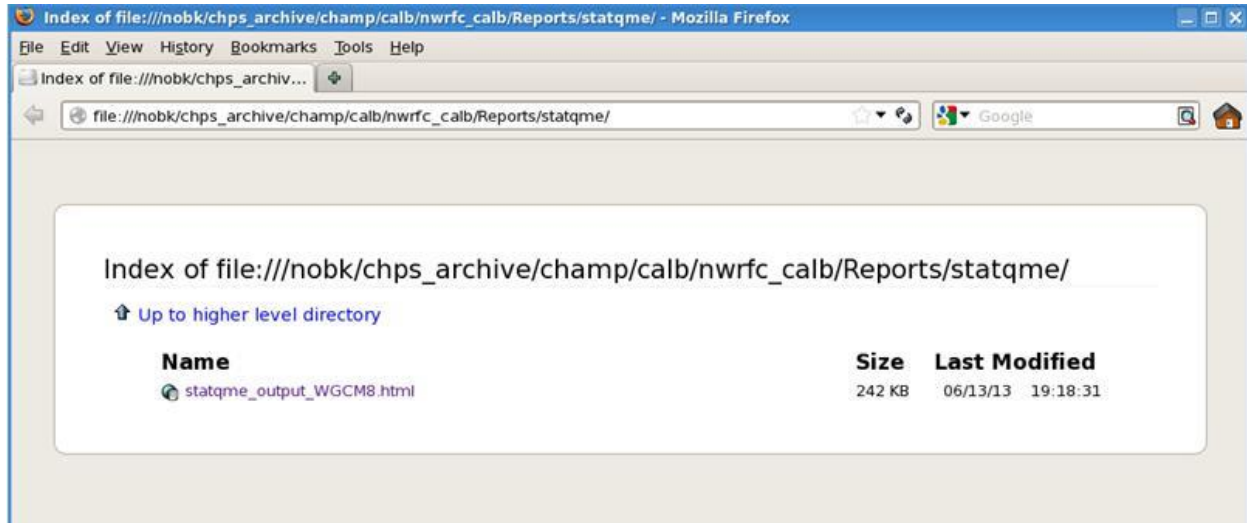 Index of file:///nobk/chps_archive/champ/calb/nwrfc_calb/Reports/statqme/ - Mozilla Firefox
File Edit View History Bookmarks Tools Help
Index of file:///nobk/chps_archiv...
file:///nobk/chps_archive/champ/calb/nwrfc_calb/Reports/statqme/ Google
Index of file:///nobk/chps_archive/champ/calb/nwrfc_calb/Reports/statqme/
Up to higher level directory
Name Size Last Modified
statqme_output_WGCM8.html 242 KB 06/13/13 19:18:31